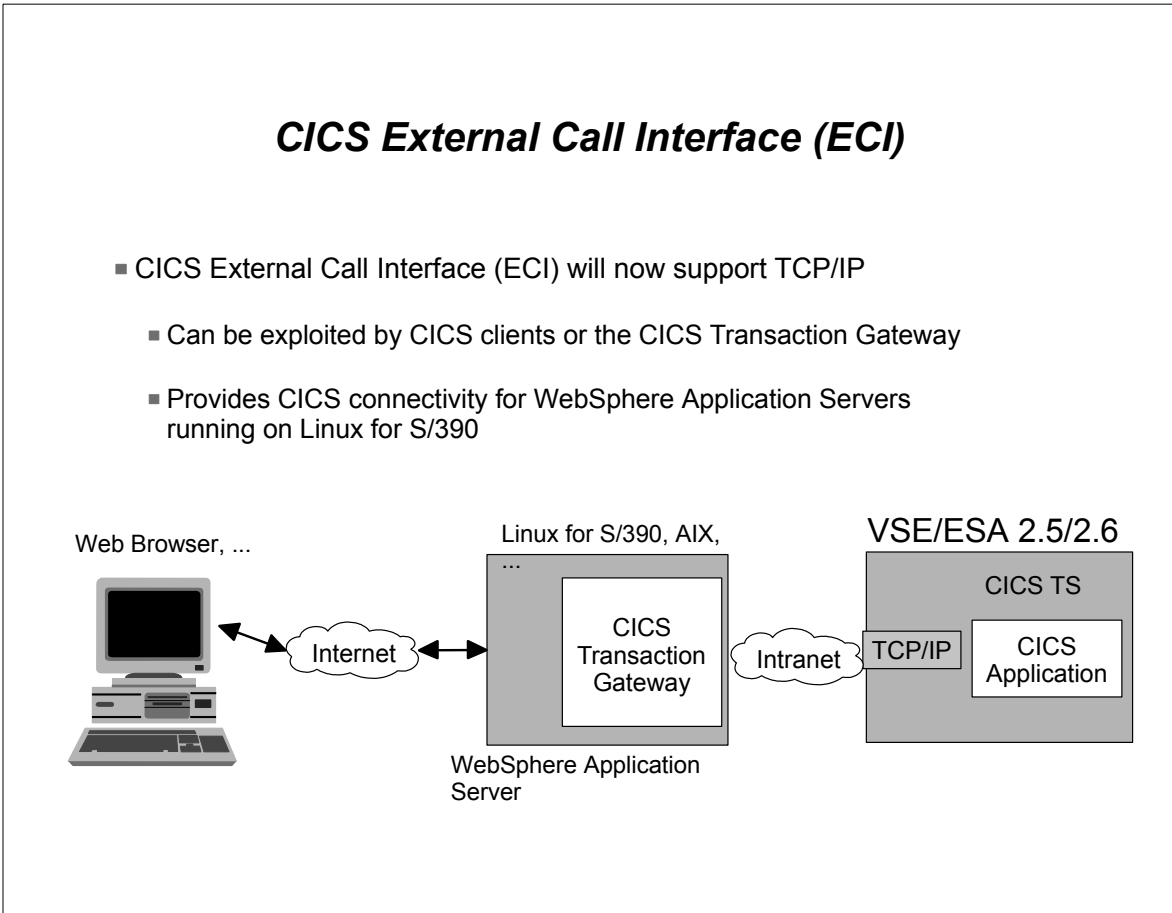 CICS External Call Interface (ECI)
CICS External Call Interface (ECI) will now support TCP/IP
Can be exploited by CICS clients or the CICS Transaction Gateway
Provides CICS connectivity for WebSphere Application Servers
running on Linux for S/390
Web Browser, ...
Internet
Linux for S/390, AIX,
...
CICS
Transaction
Gateway
WebSphere Application
Server
Intranet
VSE/ESA 2.5/2.6
CICS TS
TCP/IP
CICS
Application